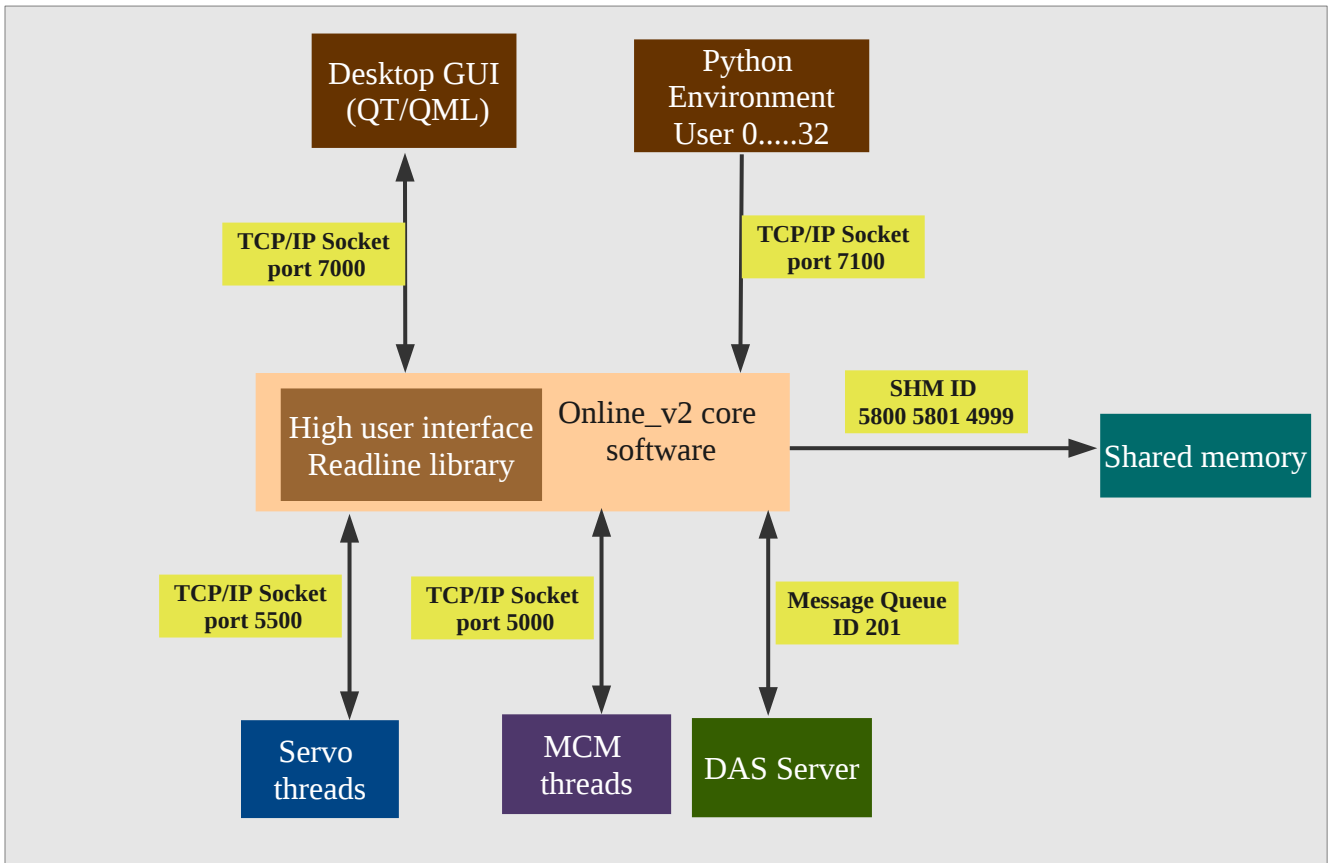 Desktop GUI
(QT/QML)
Python
Environment
User 0.....32
TCP/IP Socket
port 7000
TCP/IP Socket
port 7100
High user interface
Readline library
Online_v2 core
software
SHM ID
5800 5801 4999
Shared memory
TCP/IP Socket
port 5500
TCP/IP Socket
port 5000
Message Queue
ID 201
Servo
threads
MCM
threads
DAS Server